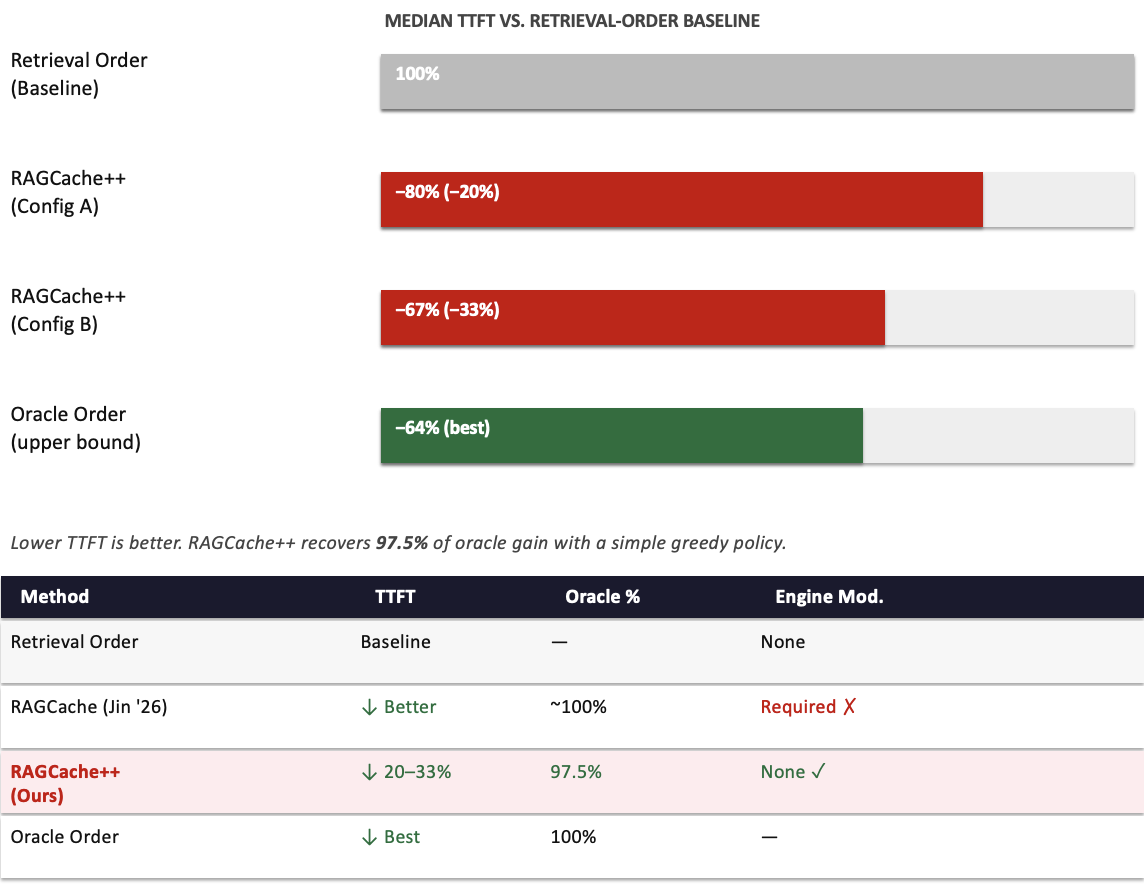 MEDIAN TTFT VS. RETRIEVAL-ORDER BASELINE
Retrieval Order
(Baseline)
100%
RAGCache++
(Config A)
−80% (−20%)
RAGCache++
(Config B)
−67% (−33%)
Oracle Order
(upper bound)
−64% (best)
Lower TTFT is better. RAGCache++ recovers 97.5% of oracle gain with a simple greedy policy.
Method TTFT Oracle % Engine Mod.
Retrieval Order Baseline — None
RAGCache (Jin '26) ↓ Better ~100% Required ✗
RAGCache++ ↓ 20–33% 97.5% None ✓
(Ours)
Oracle Order ↓ Best 100% —